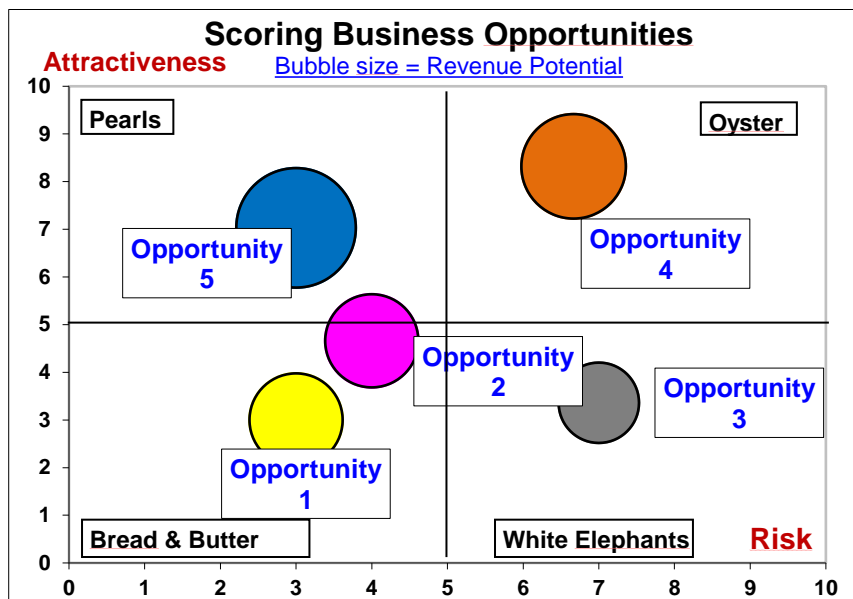 Scoring Business Opportunities
Attractiveness
Bubble size = Revenue Potential
10
9
8
7
6
5
4
3
2
1
0
Pearls
Oyster
Opportunity
5
Opportunity
4
Opportunity
2
Opportunity
3
Opportunity
1
Bread & Butter
White Elephants
Risk
0 1 2 3 4 5 6 7 8 9 10